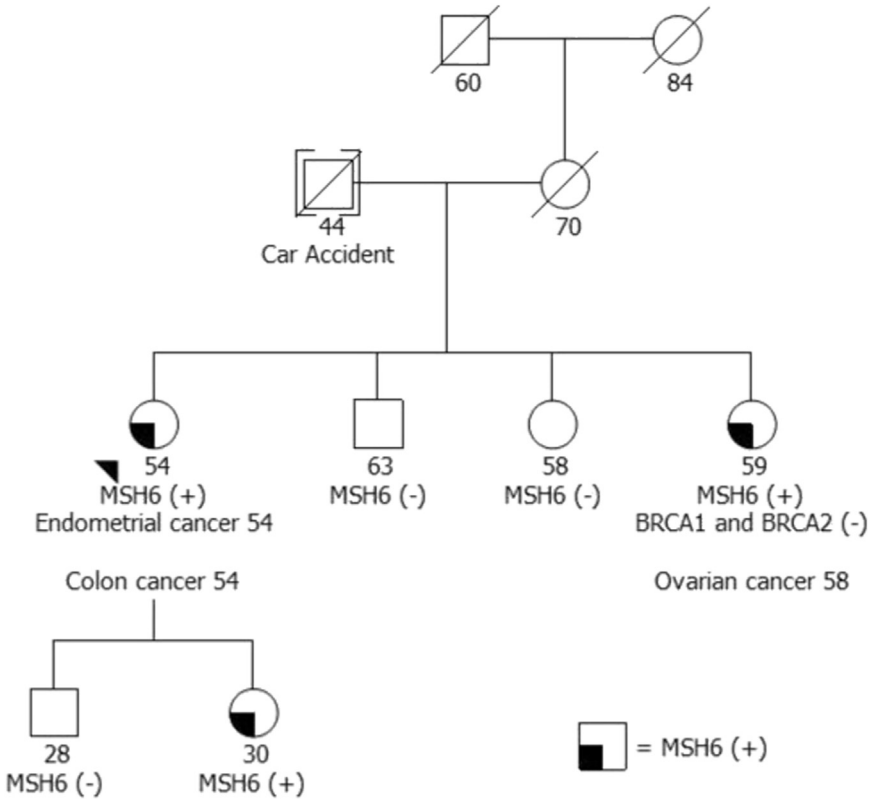 60
84
44
Car Accident
70
54
MSH6 (+)
Endometrial cancer 54
Colon cancer 54
63
MSH6 (-)
58
MSH6 (-)
59
MSH6 (+)
BRCA1 and BRCA2 (-)
Ovarian cancer 58
28
MSH6 (-)
30
MSH6 (+)
= MSH6 (+)